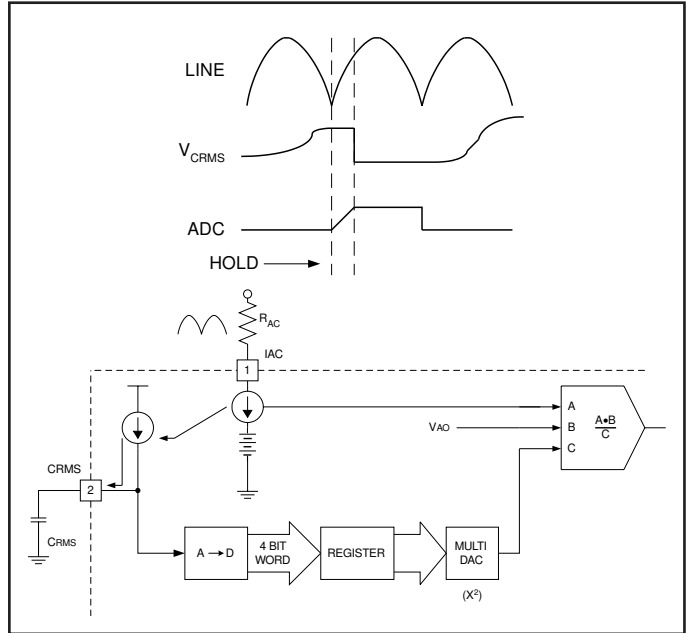 LINE
VCRMS
ADC
HOLD
RAC
IAC
1
A
VAO
B
A•B
C
C
CRMS
2
CRMS
A → D
4 BIT
WORD
REGISTER
MULTI
DAC
(X²)